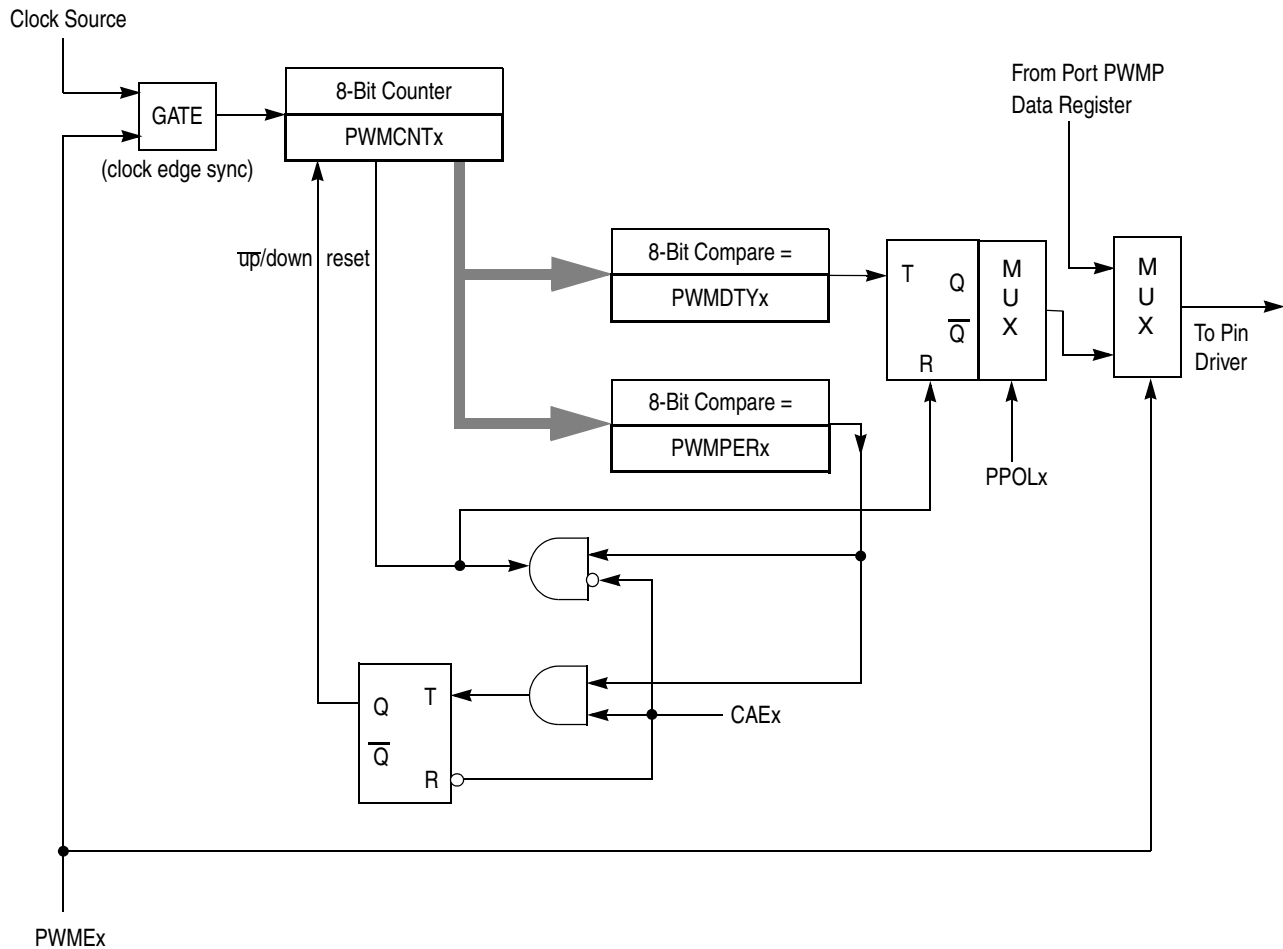 Clock Source
GATE
(clock edge sync)
8-Bit Counter
PWMCNTx
From Port PWMP
Data Register
up/down
reset
8-Bit Compare =
PWMDTYx
T
Q
Q
R
M
U
X
M
U
X
To Pin
Driver
8-Bit Compare =
PWMPERx
PPOLx
Q
T
Q
R
CAEx
PWMEx